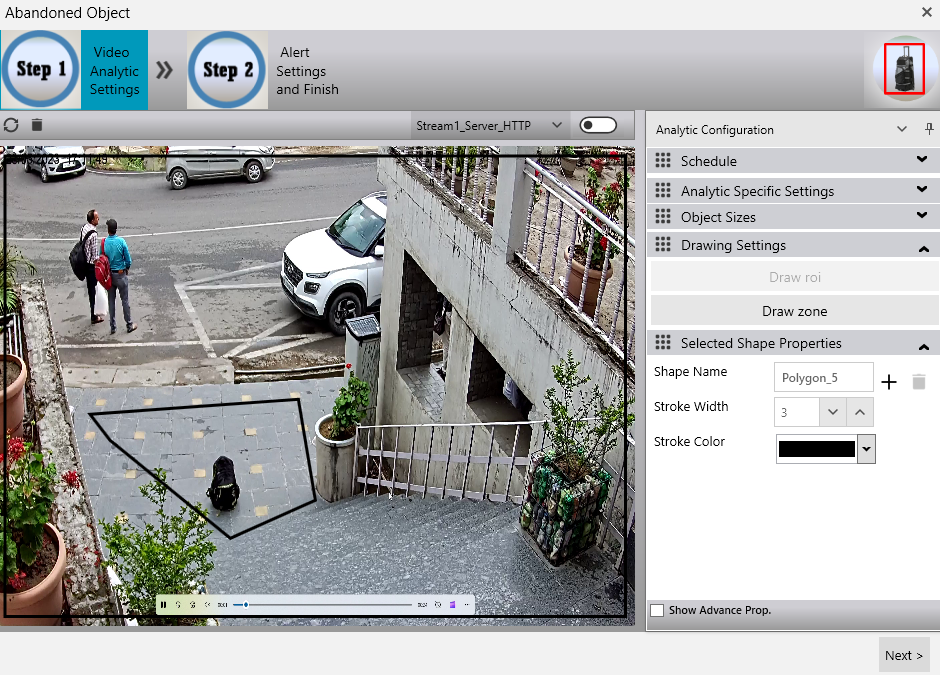 Abandoned Object
Step 1
Video
Analytic
Settings
Step 2
Alert
Settings
and Finish
Stream1_Server_HTTP
Analytic Configuration
Schedule
Analytic Specific Settings
Object Sizes
Drawing Settings
Draw roi
Draw zone
Selected Shape Properties
Shape Name
Polygon_5
Stroke Width
3
Stroke Color
Show Advance Prop.
Next >